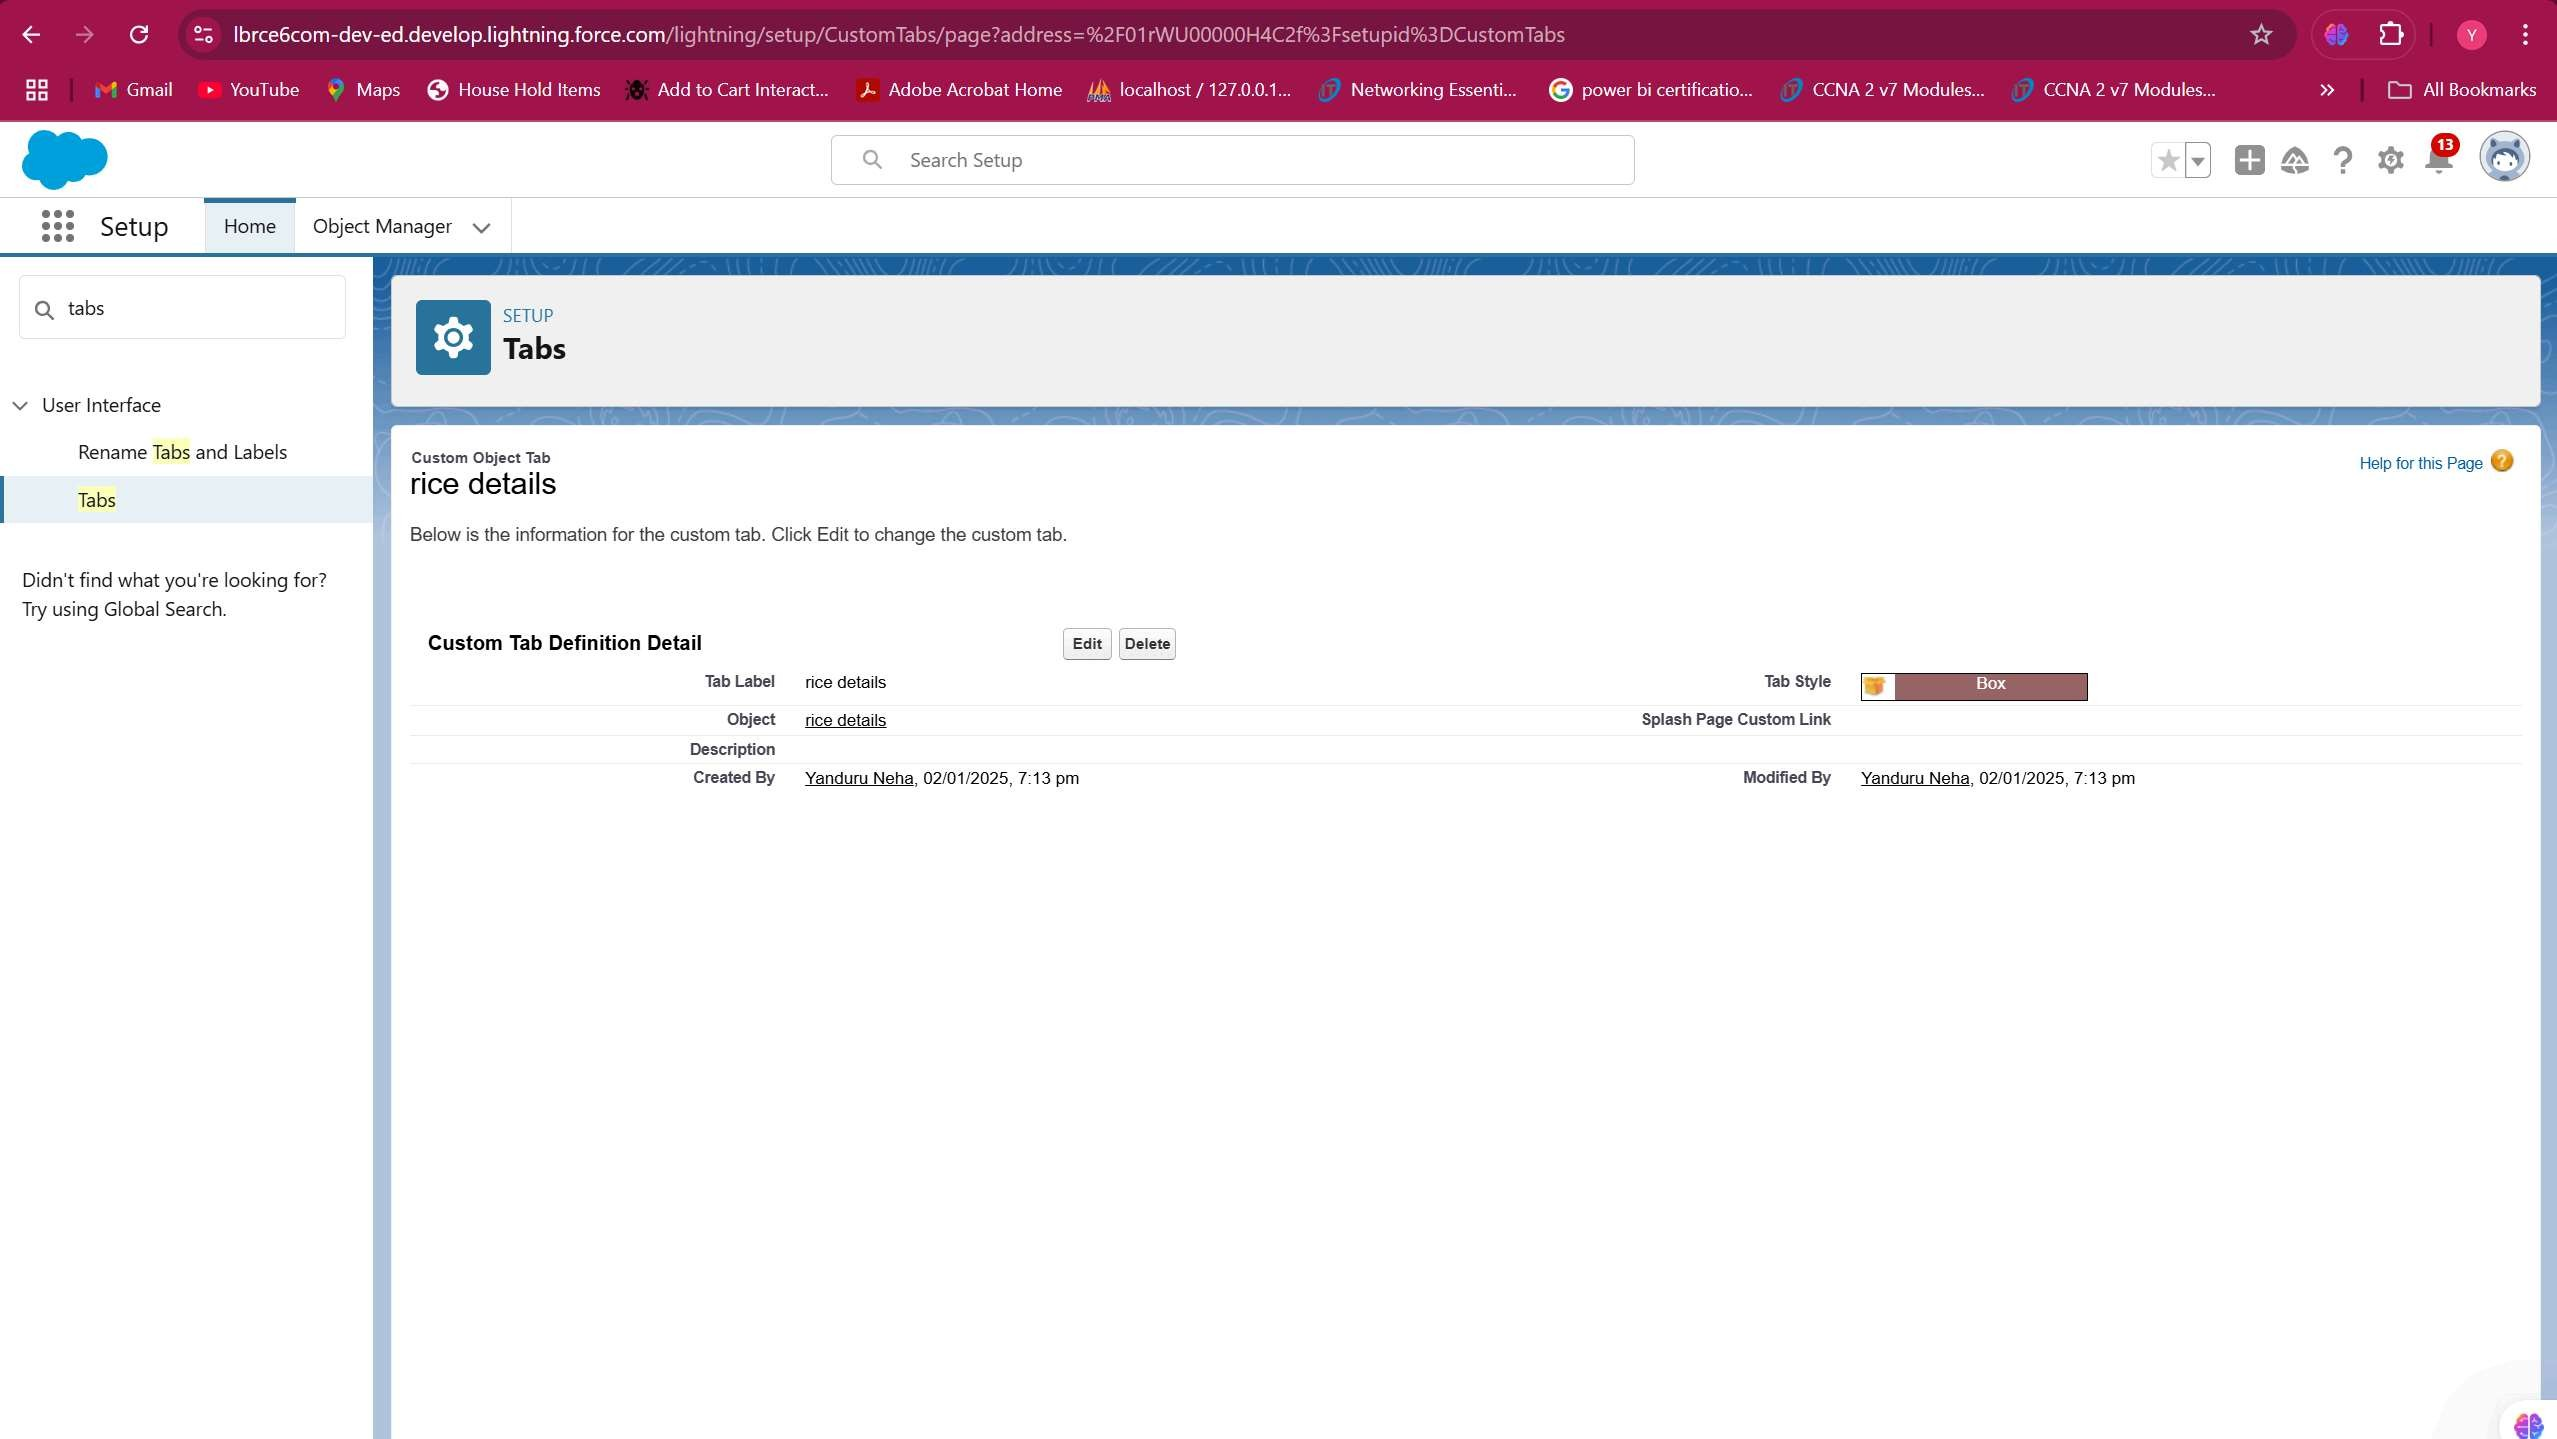 lbrce6com-dev-ed.develop.lightning.force.com/lightning/setup/CustomTabs/page?address=%2F01rWU00000H4C2f%3Fsetupid%3DCustomTabs
Y
Gmail
YouTube
Maps
House Hold Items
Add to Cart Interact...
Adobe Acrobat Home
localhost / 127.0.0.1...
Networking Essenti...
power bi certificatio...
CCNA 2 v7 Modules...
CCNA 2 v7 Modules...
All Bookmarks
Search Setup
13
Setup
Home
Object Manager
tabs
User Interface
Rename Tabs and Labels
Tabs
Didn't find what you're looking for?
Try using Global Search.
SETUP
Tabs
Custom Object Tab
rice details
Help for this Page
Below is the information for the custom tab. Click Edit to change the custom tab.
Custom Tab Definition Detail
Edit
Delete
Tab Label rice details
Tab Style Box
Object rice details
Splash Page Custom Link
Description
Created By Yanduru Neha, 02/01/2025, 7:13 pm
Modified By Yanduru Neha, 02/01/2025, 7:13 pm